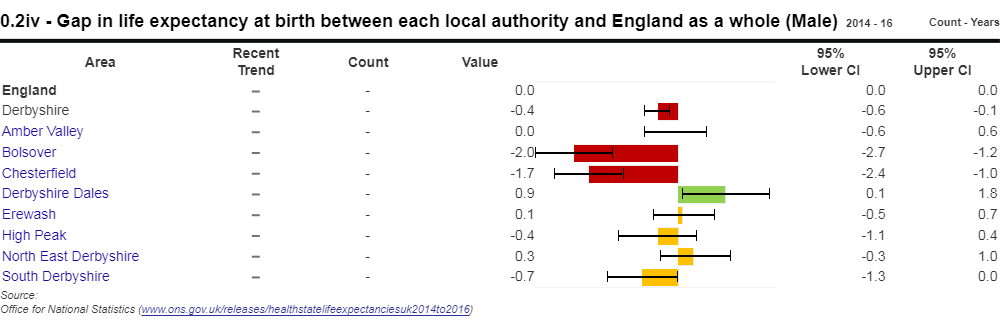 0.2iv - Gap in life expectancy at birth between each local authority and England as a whole (Male) 2014 - 16 Count - Years
Area Recent Trend Count Value 95% Lower CI 95% Upper CI
England – - 0.0 0.0 0.0
Derbyshire – - -0.4 -0.6 -0.1
Amber Valley – - 0.0 -0.6 0.6
Bolsover – - -2.0 -2.7 -1.2
Chesterfield – - -1.7 -2.4 -1.0
Derbyshire Dales – - 0.9 0.1 1.8
Erewash – - 0.1 -0.5 0.7
High Peak – - -0.4 -1.1 0.4
North East Derbyshire – - 0.3 -0.3 1.0
South Derbyshire – - -0.7 -1.3 0.0
Source:
Office for National Statistics (www.ons.gov.uk/releases/healthstatelifeexpectanciesuk2014to2016)